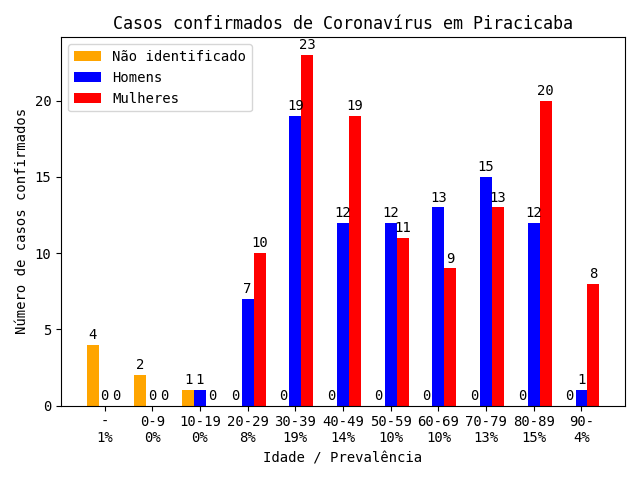 Casos confirmados de Coronavírus em Piracicaba
Não identificado
Homens
Mulheres
Número de casos confirmados
20
15
10
5
0
4 0 0
2 0 0
1 1 0
0 7 10
0 19 23
0 12 19
0 12 11
0 13 9
0 15 13
0 12 20
0 1 8
- 0-9 10-19 20-29 30-39 40-49 50-59 60-69 70-79 80-89 90-
1% 0% 0% 8% 19% 14% 10% 10% 13% 15% 4%
Idade / Prevalência